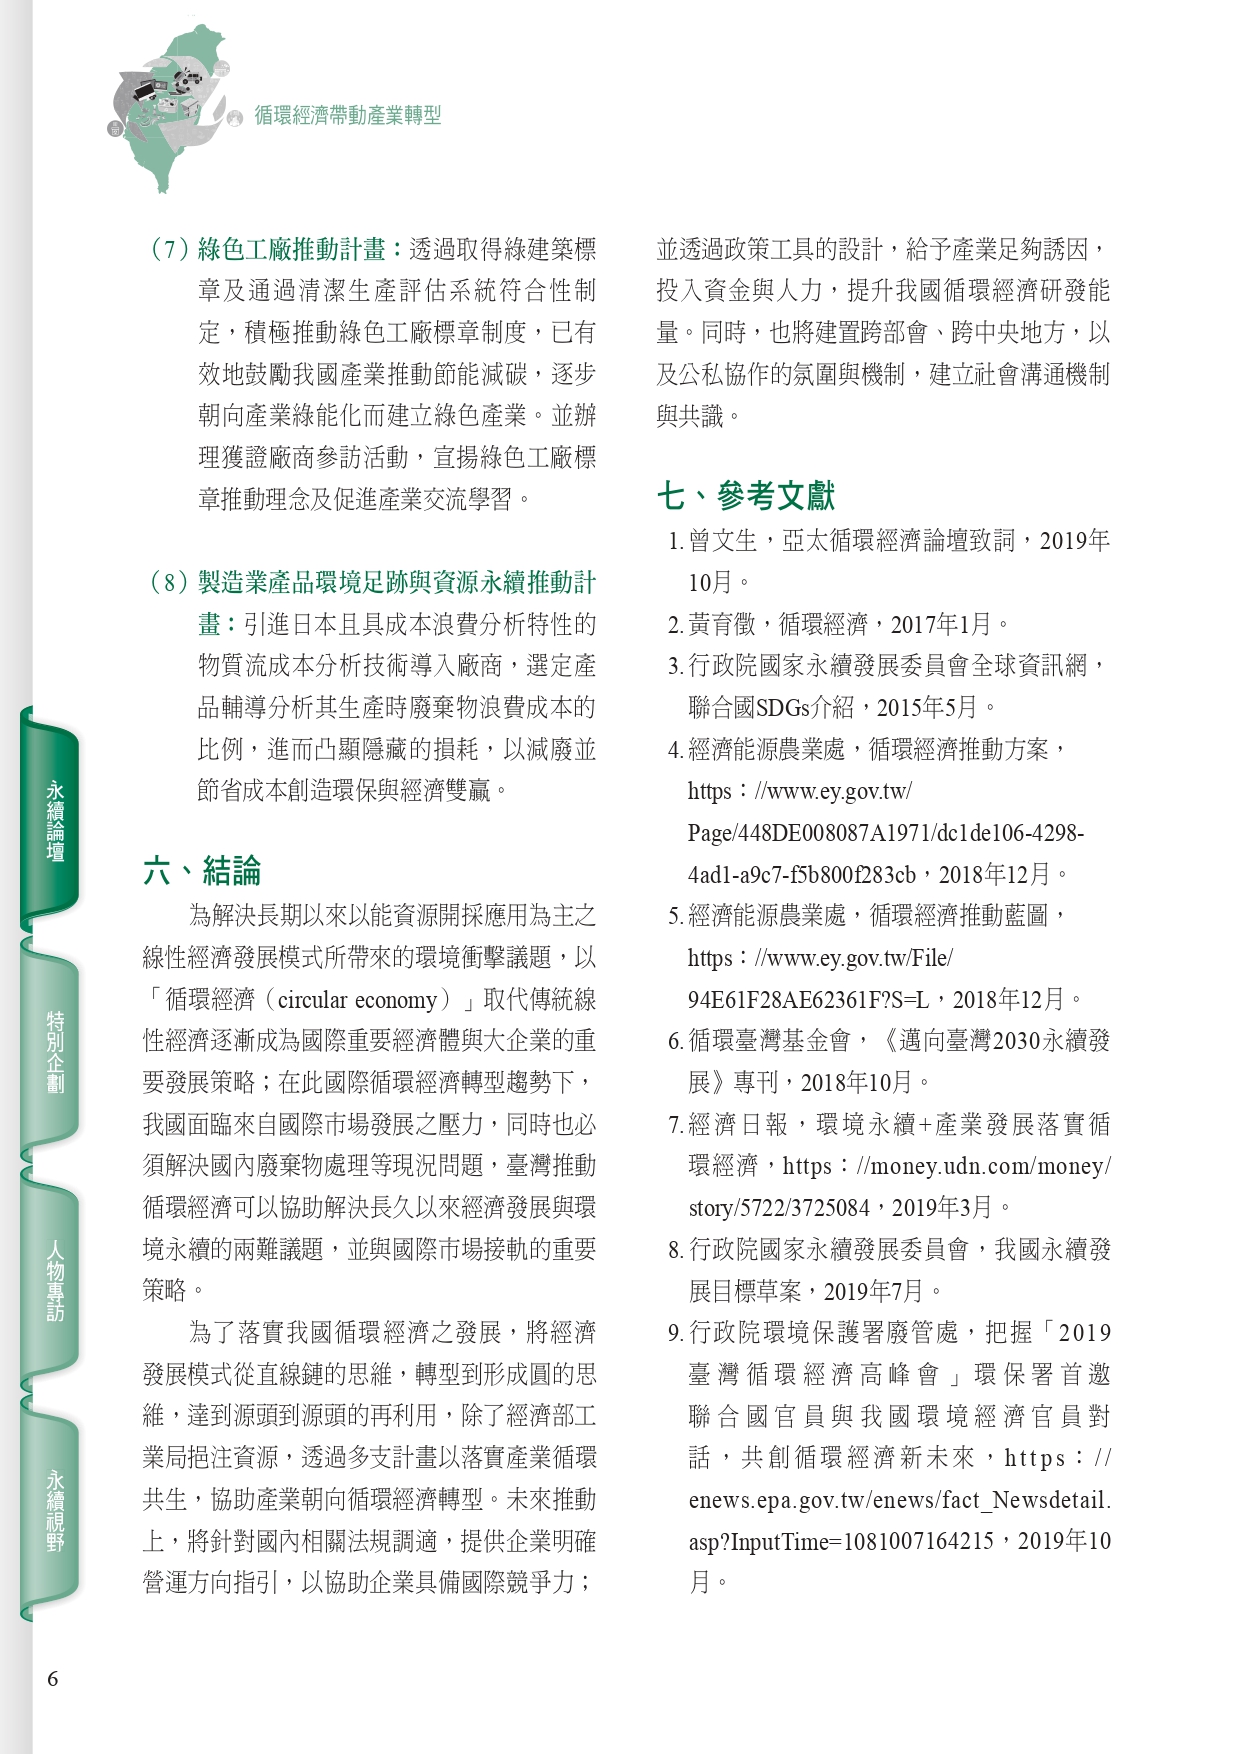 循環經濟帶動產業轉型
（7）綠色工廠推動計畫：透過取得綠建築標
章及通過清潔生產評估系統符合性制
定，積極推動綠色工廠標章制度，已有
效地鼓勵我國產業推動節能減碳，逐步
朝向產業綠能化而建立綠色產業。並辦
理獲證廠商參訪活動，宣揚綠色工廠標
章推動理念及促進產業交流學習。
（8）製造業產品環境足跡與資源永續推動計
畫：引進日本且具成本浪費分析特性的
物質流成本分析技術導入廠商，選定產
品輔導分析其生產時廢棄物浪費成本的
比例，進而凸顯隱藏的損耗，以減廢並
節省成本創造環保與經濟雙贏。
六、結論
為解決長期以來以能資源開採應用為主之
線性經濟發展模式所帶來的環境衝擊議題，以
「循環經濟（circular economy）」取代傳統線
性經濟逐漸成為國際重要經濟體與大企業的重
要發展策略；在此國際循環經濟轉型趨勢下，
我國面臨來自國際市場發展之壓力，同時也必
須解決國內廢棄物處理等現況問題，臺灣推動
循環經濟可以協助解決長久以來經濟發展與環
境永續的兩難議題，並與國際市場接軌的重要
策略。
為了落實我國循環經濟之發展，將經濟
發展模式從直線鏈的思維，轉型到形成圓的思
維，達到源頭到源頭的再利用，除了經濟部工
業局挹注資源，透過多支計畫以落實產業循環
共生，協助產業朝向循環經濟轉型。未來推動
上，將針對國內相關法規調適，提供企業明確
營運方向指引，以協助企業具備國際競爭力；
並透過政策工具的設計，給予產業足夠誘因，
投入資金與人力，提升我國循環經濟研發能
量。同時，也將建置跨部會、跨中央地方，以
及公私協作的氛圍與機制，建立社會溝通機制
與共識。
七、參考文獻
1. 曾文生，亞太循環經濟論壇致詞，2019年
10月。
2. 黃育徵，循環經濟，2017年1月。
3. 行政院國家永續發展委員會全球資訊網，
聯合國SDGs介紹，2015年5月。
4. 經濟能源農業處，循環經濟推動方案，
https：//www.ey.gov.tw/
Page/448DE008087A1971/dc1de106-4298-
4ad1-a9c7-f5b800f283cb，2018年12月。
5. 經濟能源農業處，循環經濟推動藍圖，
https：//www.ey.gov.tw/File/
94E61F28AE62361F?S=L，2018年12月。
6. 循環臺灣基金會，《邁向臺灣2030永續發
展》專刊，2018年10月。
7. 經濟日報，環境永續+產業發展落實循
環經濟，https：//money.udn.com/money/
story/5722/3725084，2019年3月。
8. 行政院國家永續發展委員會，我國永續發
展目標草案，2019年7月。
9. 行政院環境保護署廢管處，把握「2019
臺灣循環經濟高峰會」環保署首邀
聯合國官員與我國環境經濟官員對
話，共創循環經濟新未來，https：//
enews.epa.gov.tw/enews/fact_Newsdetail.
asp?InputTime=1081007164215，2019年10
月。
永續論壇
特別企劃
人物專訪
永續視野
6